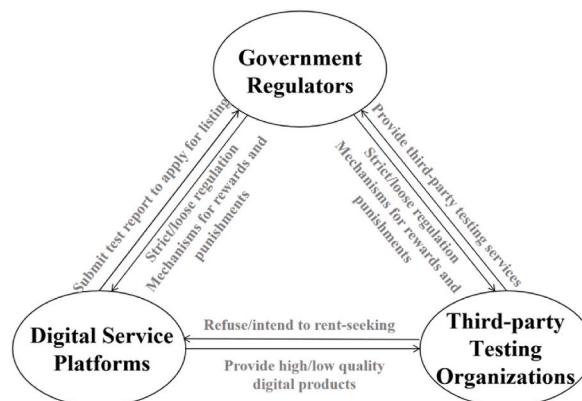 Government
Regulators
Submit test report to apply for listing
Strict/loose regulation
Mechanisms for rewards and
punishments
Provide third-party testing services
Strict/loose regulation
Mechanisms for rewards and
punishments
Digital Service
Platforms
Refuse/intend to rent-seeking
Provide high/low quality
digital products
Third-party
Testing
Organizations